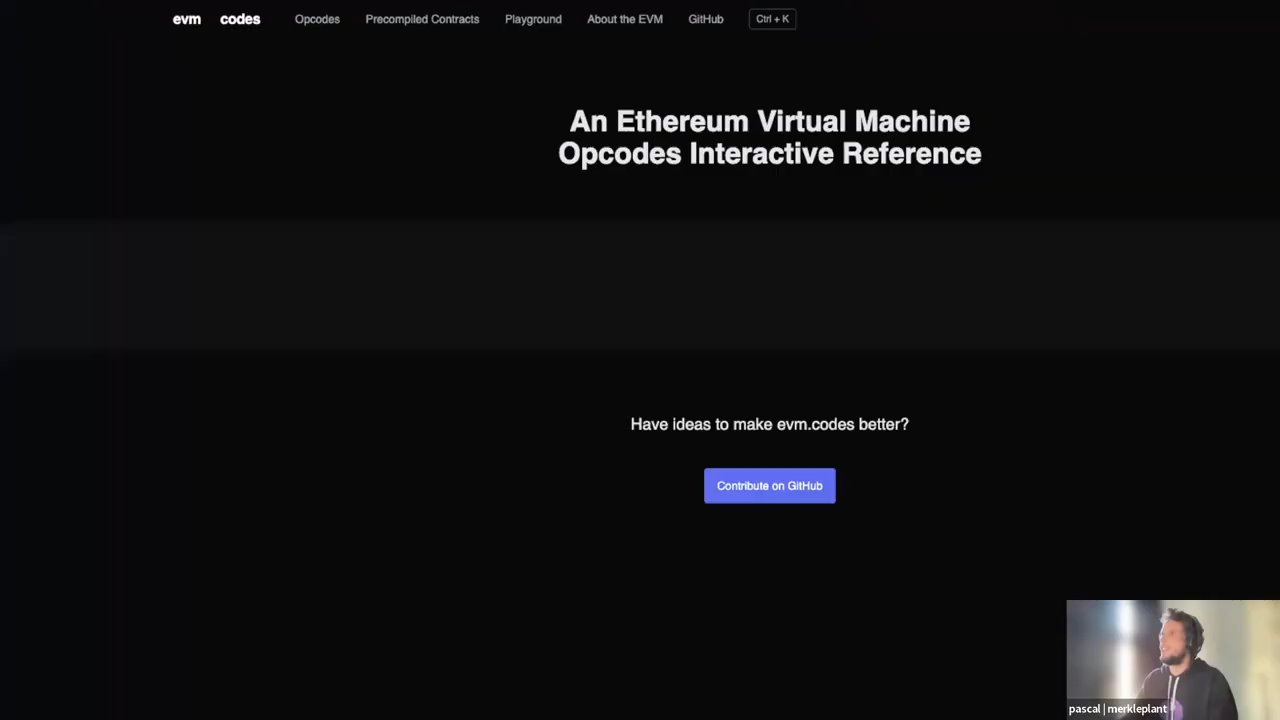 evm codes Opcodes Precompiled Contracts Playground About the EVM GitHub Ctrl + K
An Ethereum Virtual Machine
Opcodes Interactive Reference
Have ideas to make evm.codes better?
Contribute on GitHub
pascal | merkleplant